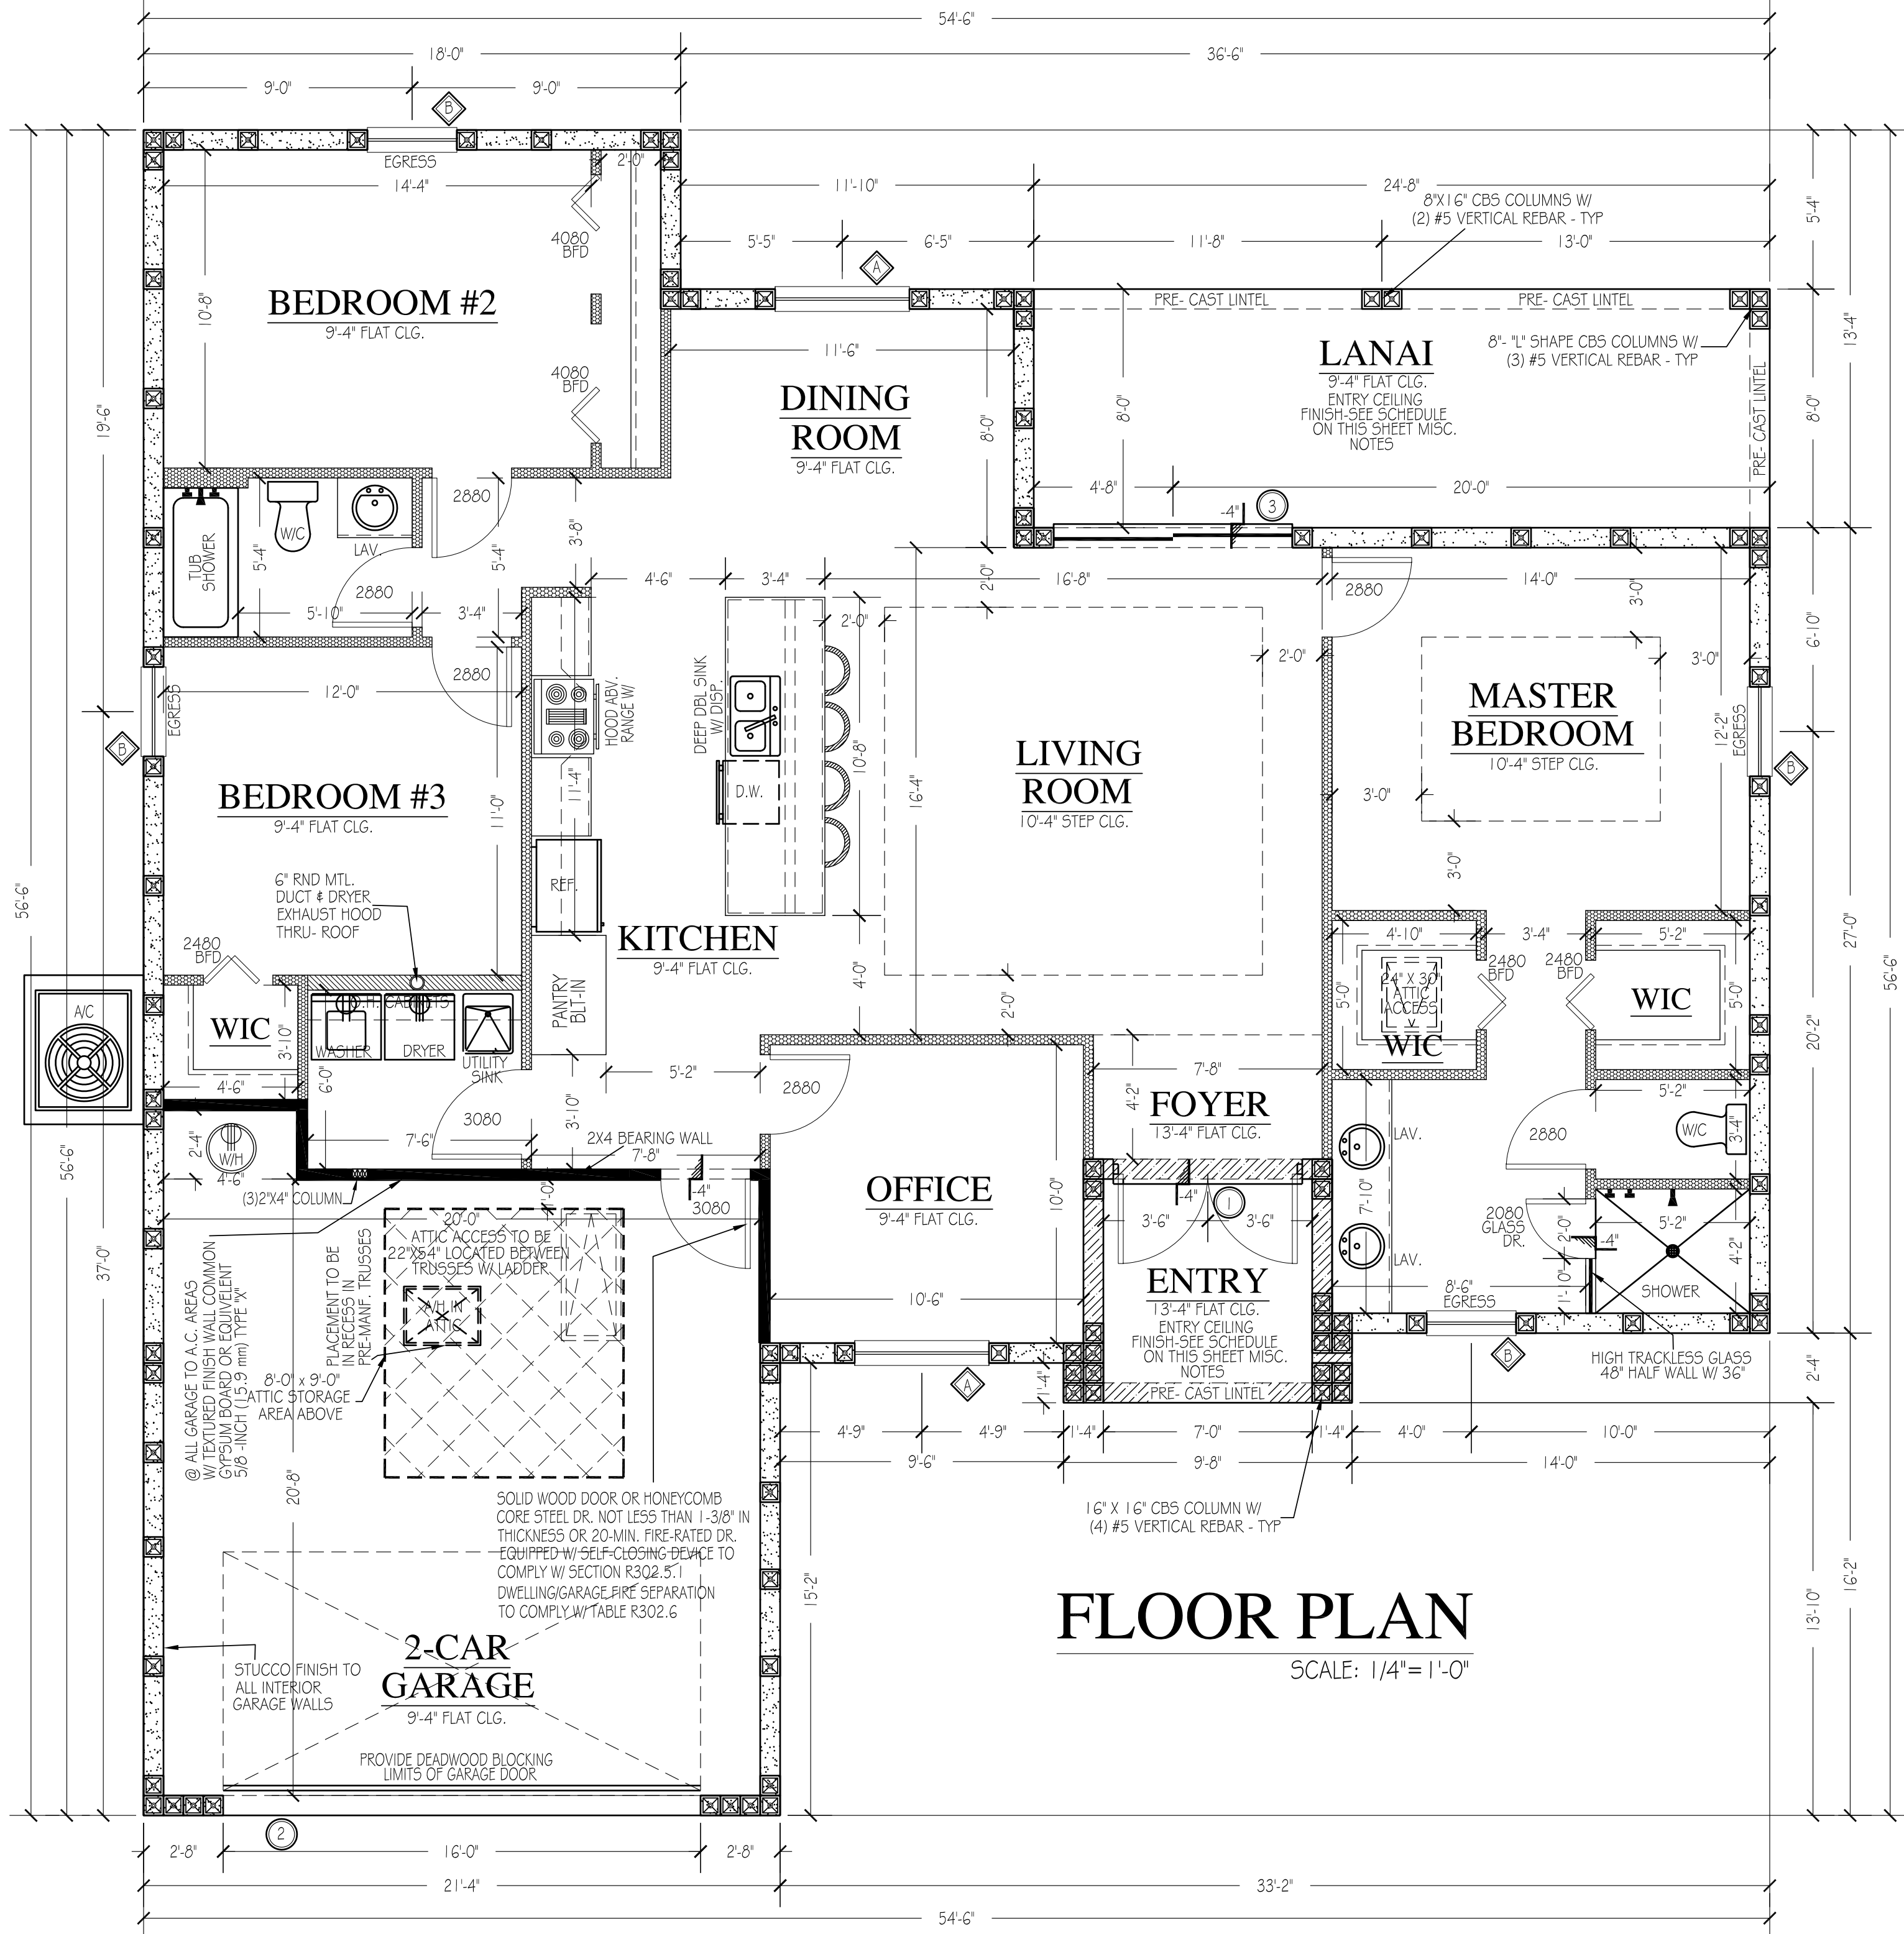 54'-6"
18'-0"
36'-6"
9'-0"
9'-0"
B
EGRESS
2'-0"
14'-4"
11'-10"
24'-8"
8"X16" CBS COLUMNS W/
(2) #5 VERTICAL REBAR - TYP
5'-4"
4080
BFD
5'-5"
6'-5"
11'-8"
13'-0"
A
10'-8"
BEDROOM #2
9'-4" FLAT CLG.
PRE- CAST LINTEL
PRE- CAST LINTEL
13'-4"
11'-6"
LANAI
9'-4" FLAT CLG.
ENTRY CEILING
FINISH-SEE SCHEDULE
ON THIS SHEET MISC.
NOTES
8"- "L" SHAPE CBS COLUMNS W/
(3) #5 VERTICAL REBAR - TYP
PRE- CAST LINTEL
4080
BFD
DINING
ROOM
9'-4" FLAT CLG.
8'-0"
8'-0"
8'-0"
19'-6"
2880
4'-8"
20'-0"
-4"
3
TUB
SHOWER
5'-4"
W/C
LAV.
5'-4"
3'-8"
2880
5'-10"
3'-4"
4'-6"
3'-4"
16'-8"
2'-0"
2880
14'-0"
3'-0"
6'-10"
2'-0"
2'-0"
3'-0"
2880
12'-0"
EGRESS
B
HOOD ABV.
RANGE W/
DEEP DBL SINK
W/ DISP.
D.W.
10'-8"
11'-4"
16'-4"
LIVING
ROOM
10'-4" STEP CLG.
MASTER
BEDROOM
10'-4" STEP CLG.
12'-2"
EGRESS
B
3'-0"
3'-0"
BEDROOM #3
9'-4" FLAT CLG.
11'-0"
6" RND MTL.
DUCT & DRYER
EXHAUST HOOD
THRU- ROOF
REF.
KITCHEN
9'-4" FLAT CLG.
56'-6"
27'-0"
56'-6"
2480
BFD
4'-10"
3'-4"
5'-2"
2480
BFD
2480
BFD
4'-0"
2'-0"
5'-0"
24" X 30"
ATTIC
ACCESS
WIC
WIC
5'-0"
A/C
WIC
3'-10"
4'-6"
O.H. CABINETS
WASHER
DRYER
UTILITY
SINK
PANTRY
BLT-IN
6'-0"
5'-2"
2880
7'-8"
4'-2"
FOYER
13'-4" FLAT CLG.
5'-2"
20'-2"
2'-4"
W/H
4'-6"
7'-6"
3080
3'-10"
2X4 BEARING WALL
7'-8"
LAV.
2880
W/C
3'-4"
56'-6"
(3)2"X4" COLUMN
1'-0"
-4"
3080
OFFICE
9'-4" FLAT CLG.
10'-0"
10'-6"
-4"
1
3'-6"
3'-6"
7'-10"
2080
GLASS
DR.
2'-0"
-4"
5'-2"
4'-2"
37'-0"
20'-0"
ATTIC ACCESS TO BE
22"X54" LOCATED BETWEEN
TRUSSES W/ LADDER
@ ALL GARAGE TO A.C. AREAS
W/ TEXTURED FINISH WALL COMMON
GYPSUM BOARD OR EQUIVELENT
5/8 -INCH (15.9 mm) TYPE "X"
PLACEMENT TO BE
IN RECESS IN
PRE-MANF. TRUSSES
A/H IN
ATTIC
8'-0" x 9'-0"
ATTIC STORAGE
AREA ABOVE
ENTRY
13'-4" FLAT CLG.
ENTRY CEILING
FINISH-SEE SCHEDULE
ON THIS SHEET MISC.
NOTES
PRE- CAST LINTEL
LAV.
8'-6"
EGRESS
1'-10"
SHOWER
HIGH TRACKLESS GLASS
48" HALF WALL W/ 36"
B
A
1'-4"
2'-4"
4'-9"
4'-9"
1'-4"
7'-0"
1'-4"
4'-0"
10'-0"
9'-6"
9'-8"
14'-0"
20'-8"
SOLID WOOD DOOR OR HONEYCOMB
CORE STEEL DR. NOT LESS THAN 1-3/8" IN
THICKNESS OR 20-MIN. FIRE-RATED DR.
EQUIPPED W/ SELF-CLOSING DEVICE TO
COMPLY W/ SECTION R302.5.1
DWELLING/GARAGE FIRE SEPARATION
TO COMPLY W/ TABLE R302.6
16" X 16" CBS COLUMN W/
(4) #5 VERTICAL REBAR - TYP
15'-2"
13'-10"
16'-2"
FLOOR PLAN
SCALE: 1/4"= 1'-0"
STUCCO FINISH TO
ALL INTERIOR
GARAGE WALLS
2-CAR
GARAGE
9'-4" FLAT CLG.
PROVIDE DEADWOOD BLOCKING
LIMITS OF GARAGE DOOR
2
2'-8"
16'-0"
2'-8"
21'-4"
33'-2"
54'-6"